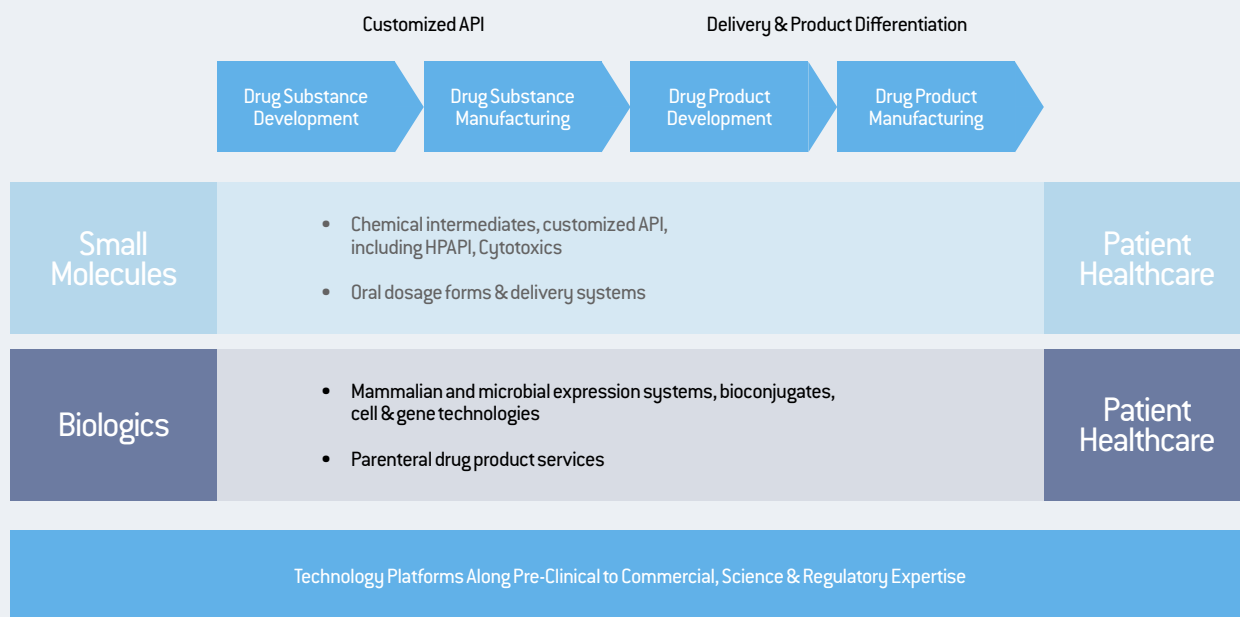 Customized API
Delivery & Product Differentiation
Drug Substance
Development
Drug Substance
Manufacturing
Drug Product
Development
Drug Product
Manufacturing
Small
Molecules
• Chemical intermediates, customized API,
including HPAPI, Cytotoxics
• Oral dosage forms & delivery systems
Patient
Healthcare
Biologics
• Mammalian and microbial expression systems, bioconjugates,
cell & gene technologies
• Parenteral drug product services
Patient
Healthcare
Technology Platforms Along Pre-Clinical to Commercial, Science & Regulatory Expertise